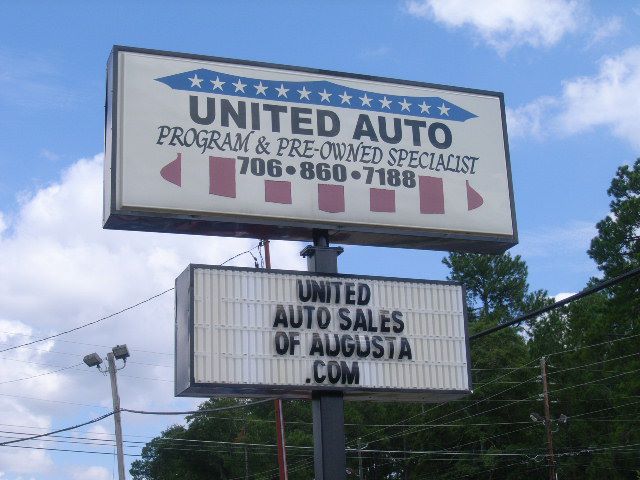 UNITED AUTO
PROGRAM & PRE-OWNED SPECIALIST
706•860•7188
UNITED
AUTO SALES
OF AUGUSTA
.COM